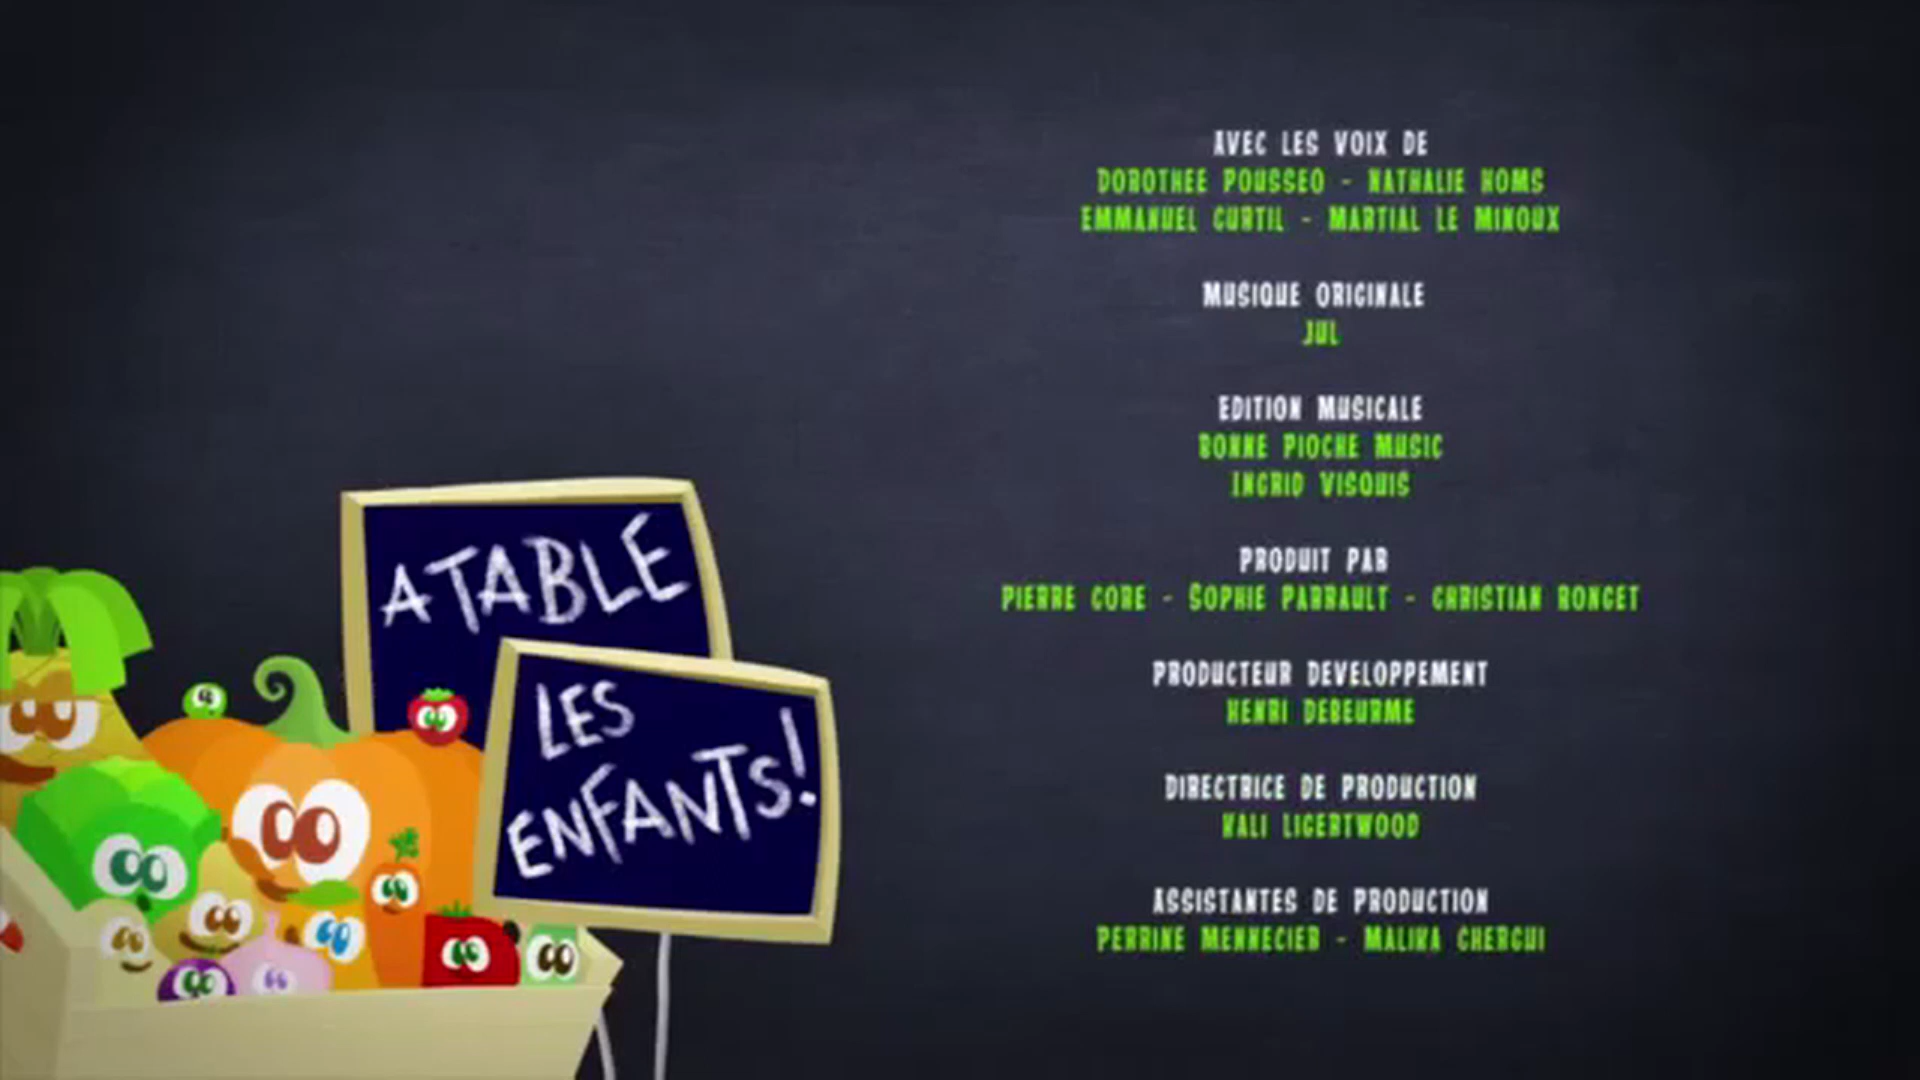 A TABLE
LES
ENFANTS!
AVEC LES VOIX DE
DOROTHEE POUSSEO - NATHALIE HOMS
EMMANUEL CURTIL - MARTIAL LE MINOUX
MUSIQUE ORIGINALE
JUL
EDITION MUSICALE
BONNE PIOCHE MUSIC
INGRID VISQUIS
PRODUIT PAR
PIERRE CORE - SOPHIE PARRAULT - CHRISTIAN RONGET
PRODUCTEUR DEVELOPPEMENT
HENRI DEBEURME
DIRECTRICE DE PRODUCTION
KALI LIGERTWOOD
ASSISTANTES DE PRODUCTION
PERRINE MENNECIER - MALIKA CHERGUI